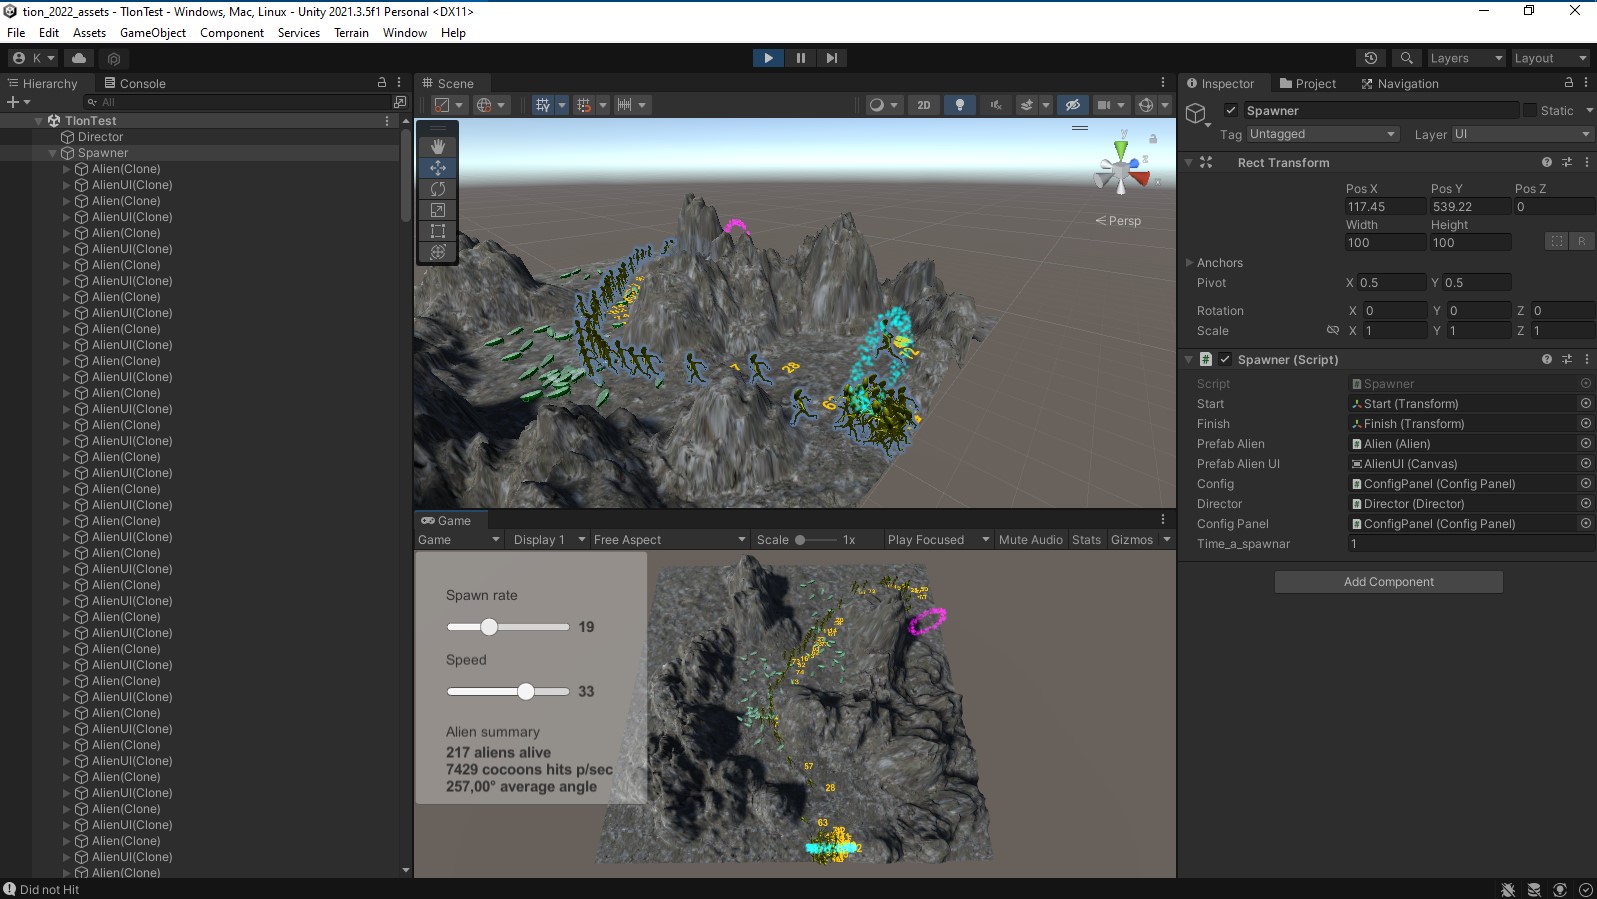 tion_2022_assets - TIonTest - Windows, Mac, Linux - Unity 2021.3.5f1 Personal <DX11>
File Edit Assets GameObject Component Services Terrain Window Help
K Layers Layout
Hierarchy Console
All
TIonTest
Director
Spawner
Alien(Clone)
AlienUI(Clone)
Alien(Clone)
AlienUI(Clone)
Alien(Clone)
AlienUI(Clone)
Alien(Clone)
AlienUI(Clone)
Alien(Clone)
AlienUI(Clone)
Alien(Clone)
AlienUI(Clone)
Alien(Clone)
AlienUI(Clone)
Alien(Clone)
AlienUI(Clone)
Alien(Clone)
AlienUI(Clone)
Alien(Clone)
AlienUI(Clone)
Alien(Clone)
AlienUI(Clone)
Alien(Clone)
AlienUI(Clone)
Alien(Clone)
AlienUI(Clone)
Alien(Clone)
AlienUI(Clone)
Alien(Clone)
AlienUI(Clone)
Alien(Clone)
AlienUI(Clone)
Alien(Clone)
AlienUI(Clone)
Alien(Clone)
AlienUI(Clone)
Alien(Clone)
AlienUI(Clone)
Alien(Clone)
AlienUI(Clone)
Alien(Clone)
AlienUI(Clone)
Alien(Clone)
Scene
2D
y
z
x
Persp
7
28
Game
Game Display 1 Free Aspect Scale 1x Play Focused Mute Audio Stats Gizmos
Spawn rate
19
Speed
33
Alien summary
217 aliens alive
7429 cocoons hits p/sec
257,00° average angle
57
28
63
Inspector Project Navigation
Spawner Static
Tag Untagged Layer UI
Rect Transform
Pos X Pos Y Pos Z
117.45 539.22 0
Width Height
100 100 R
Anchors
Pivot X 0.5 Y 0.5
Rotation X 0 Y 0 Z 0
Scale X 1 Y 1 Z 1
# Spawner (Script)
Script Spawner
Start Start (Transform)
Finish Finish (Transform)
Prefab Alien Alien (Alien)
Prefab Alien UI AlienUI (Canvas)
Config ConfigPanel (Config Panel)
Director Director (Director)
Config Panel ConfigPanel (Config Panel)
Time_a_spawnar 1
Add Component
Did not Hit